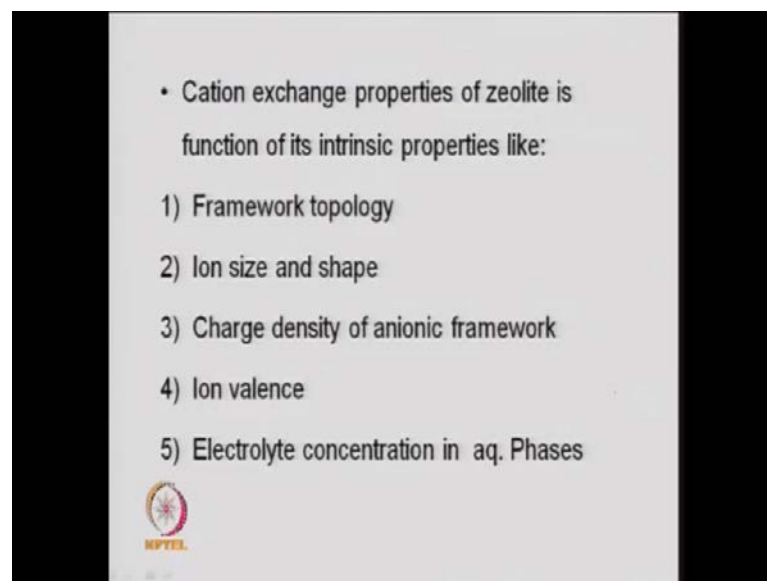 • Cation exchange properties of zeolite is
function of its intrinsic properties like:
1) Framework topology
2) Ion size and shape
3) Charge density of anionic framework
4) Ion valence
5) Electrolyte concentration in aq. Phases
NPTEL